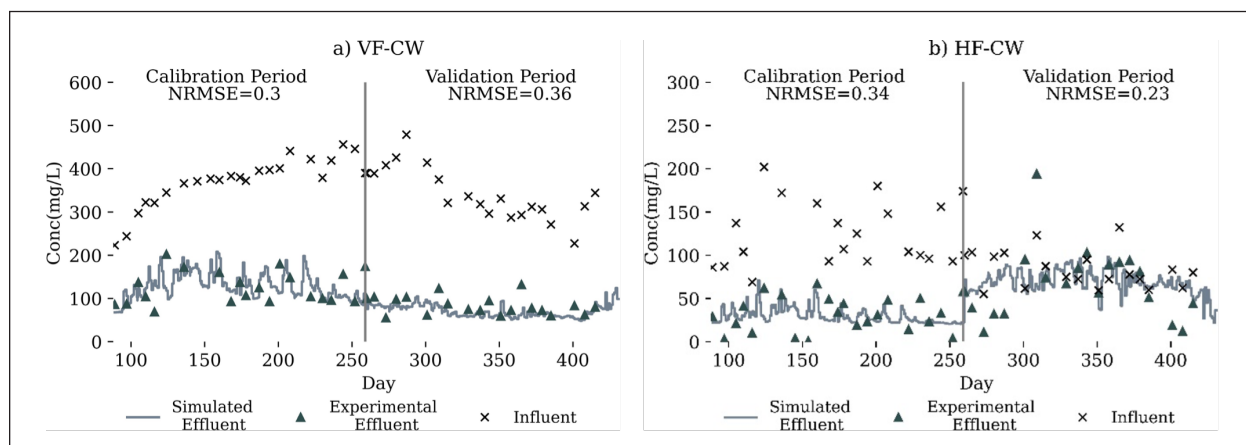 a) VF-CW
Calibration Period
NRMSE=0.3
Validation Period
NRMSE=0.36
600
500
400
300
200
100
0
Conc(mg/L)
100
150
200
250
300
350
400
Day
Simulated
Effluent
Experimental
Effluent
Influent
b) HF-CW
Calibration Period
NRMSE=0.34
Validation Period
NRMSE=0.23
300
250
200
150
100
50
0
Conc(mg/L)
100
150
200
250
300
350
400
Day
Simulated
Effluent
Experimental
Effluent
Influent